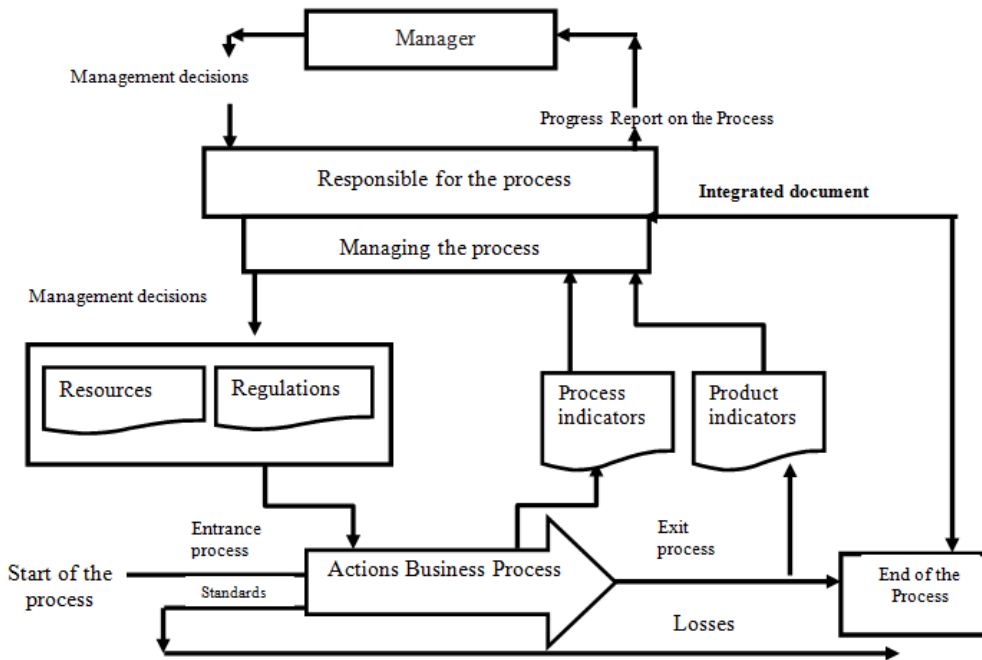 Manager
Management decisions
Progress Report on the Process
Responsible for the process
Integrated document
Managing the process
Management decisions
Resources
Regulations
Process
indicators
Product
indicators
Entrance
process
Exit
process
Start of the
process
Actions Business Process
End of the
Process
Standards
Losses